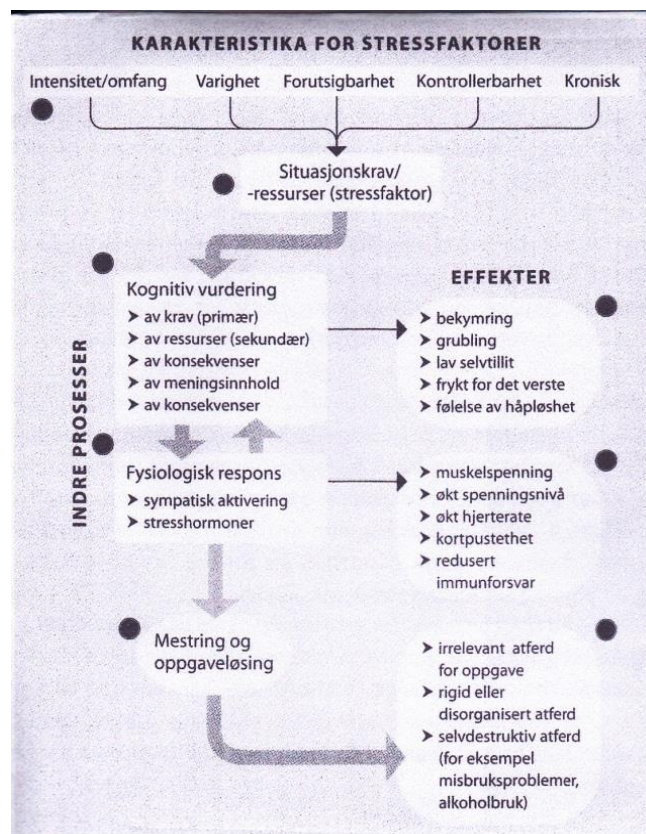 KARAKTERISTIKA FOR STRESSFAKTORER
Intensitet/omfang Varighet Forutsigbarhet Kontrollerbarhet Kronisk
Situasjonskrav/
-ressurser (stressfaktor)
INDRE PROSESSER
Kognitiv vurdering
➤ av krav (primær)
➤ av ressurser (sekundær)
➤ av konsekvenser
➤ av meningsinnhold
➤ av konsekvenser
EFFEKTER
➤ bekymring
➤ grubling
➤ lav selvtillit
➤ frykt for det verste
➤ følelse av håpløshet
Fysiologisk respons
➤ sympatisk aktivering
➤ stresshormoner
➤ muskelspenning
➤ økt spenningsnivå
➤ økt hjerterate
➤ kortpustethet
➤ redusert
immunforsvar
Mestring og
oppgaveløsing
➤ irrelevant atferd
for oppgave
➤ rigid eller
disorganisert atferd
➤ selvdestruktiv atferd
(for eksempel
misbruksproblemer,
alkoholbruk)